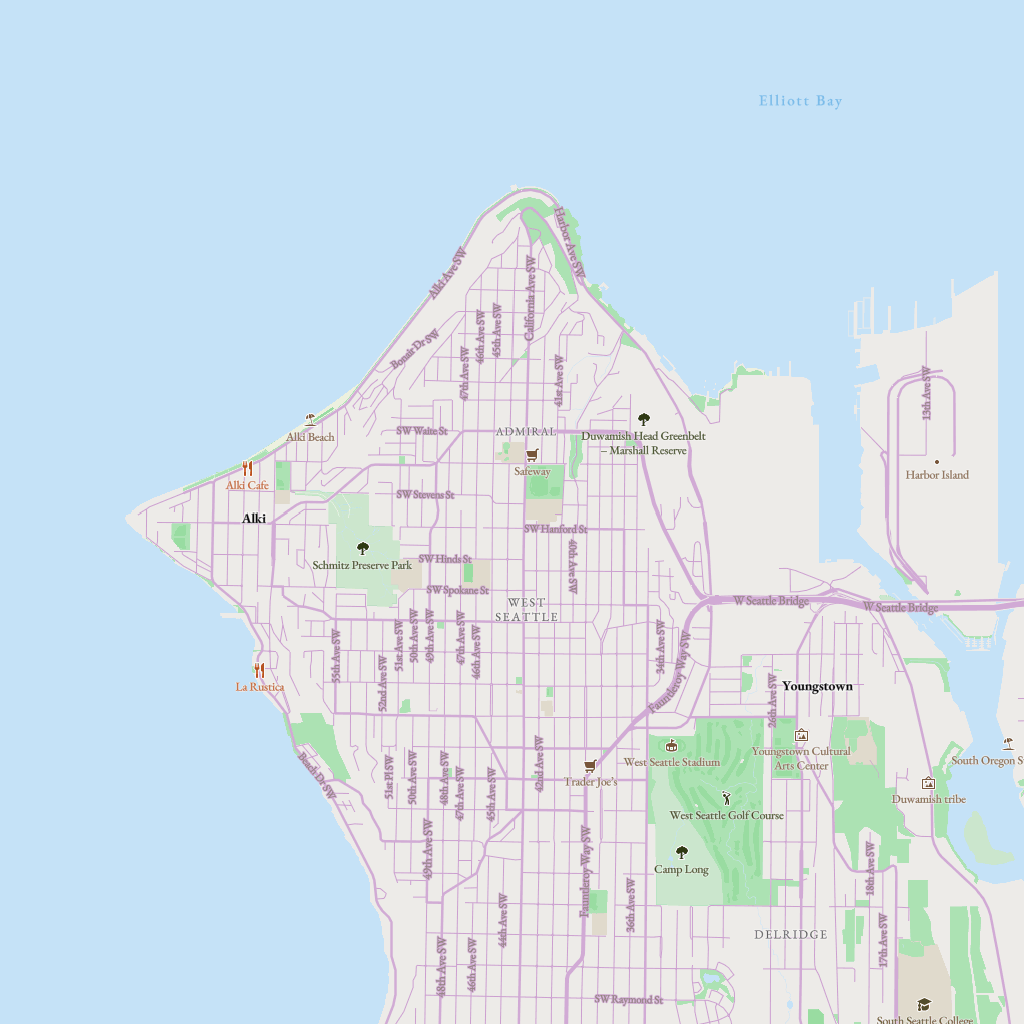 Elliott Bay
Harbor Ave SW
Alki Ave SW
California Ave SW
45th Ave SW
46th Ave SW
Bonair Dr SW
47th Ave SW
41st Ave SW
13th Ave SW
Alki Beach
SW Waite St
ADMIRAL
Duwamish Head Greenbelt
– Marshall Reserve
Safeway
Harbor Island
Alki Cafe
SW Stevens St
Alki
SW Hanford St
40th Ave SW
SW Hinds St
Schmitz Preserve Park
SW Spokane St
WEST
SEATTLE
W Seattle Bridge
W Seattle Bridge
55th Ave SW
51st Ave SW
50th Ave SW
49th Ave SW
47th Ave SW
46th Ave SW
34th Ave SW
52nd Ave SW
Fauntleroy Way SW
La Rustica
Youngstown
26th Ave SW
Youngstown Cultural
Arts Center
West Seattle Stadium
South Oregon S
Beach Dr SW
51st Pl SW
50th Ave SW
48th Ave SW
47th Ave SW
45th Ave SW
42nd Ave SW
Trader Joe's
Duwamish tribe
West Seattle Golf Course
49th Ave SW
Fauntleroy Way SW
Camp Long
18th Ave SW
44th Ave SW
36th Ave SW
17th Ave SW
DELRIDGE
48th Ave SW
46th Ave SW
SW Raymond St
South Seattle College